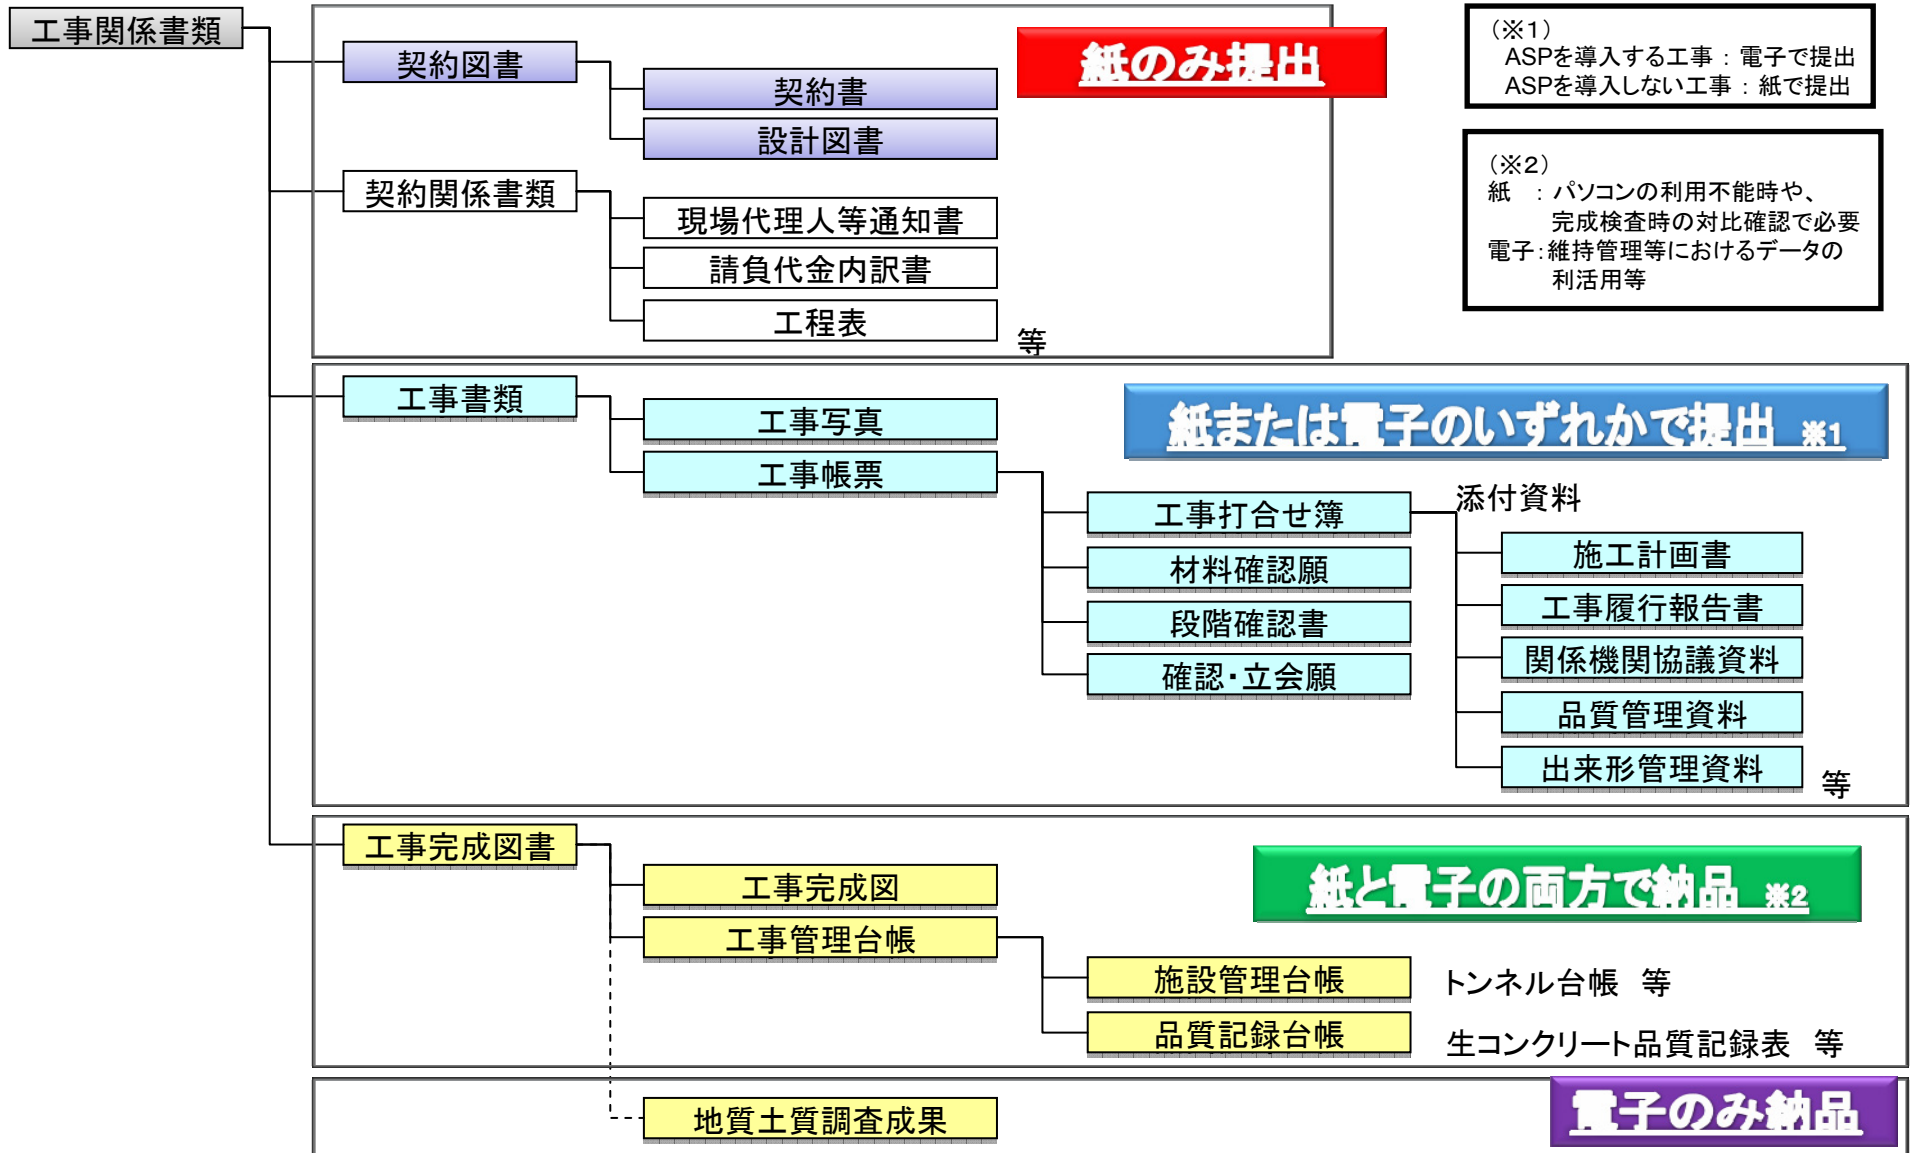 工事関係書類
契約図書
紙のみ提出
契約書
設計図書
契約関係書類
現場代理人等通知書
請負代金内訳書
工程表
等
(※1)
ASPを導入する工事 : 電子で提出
ASPを導入しない工事 : 紙で提出
(※2)
紙 : パソコンの利用不能時や、
完成検査時の対比確認で必要
電子:維持管理等におけるデータの
利活用等
工事書類
紙または電子のいずれかで提出 ※1
工事写真
工事帳票
工事打合せ簿
添付資料
材料確認願
段階確認書
確認・立会願
施工計画書
工事履行報告書
関係機関協議資料
品質管理資料
出来形管理資料
等
工事完成図書
紙と電子の両方で納品 ※2
工事完成図
工事管理台帳
施設管理台帳
トンネル台帳 等
品質記録台帳
生コンクリート品質記録表 等
電子のみ納品
地質土質調査成果